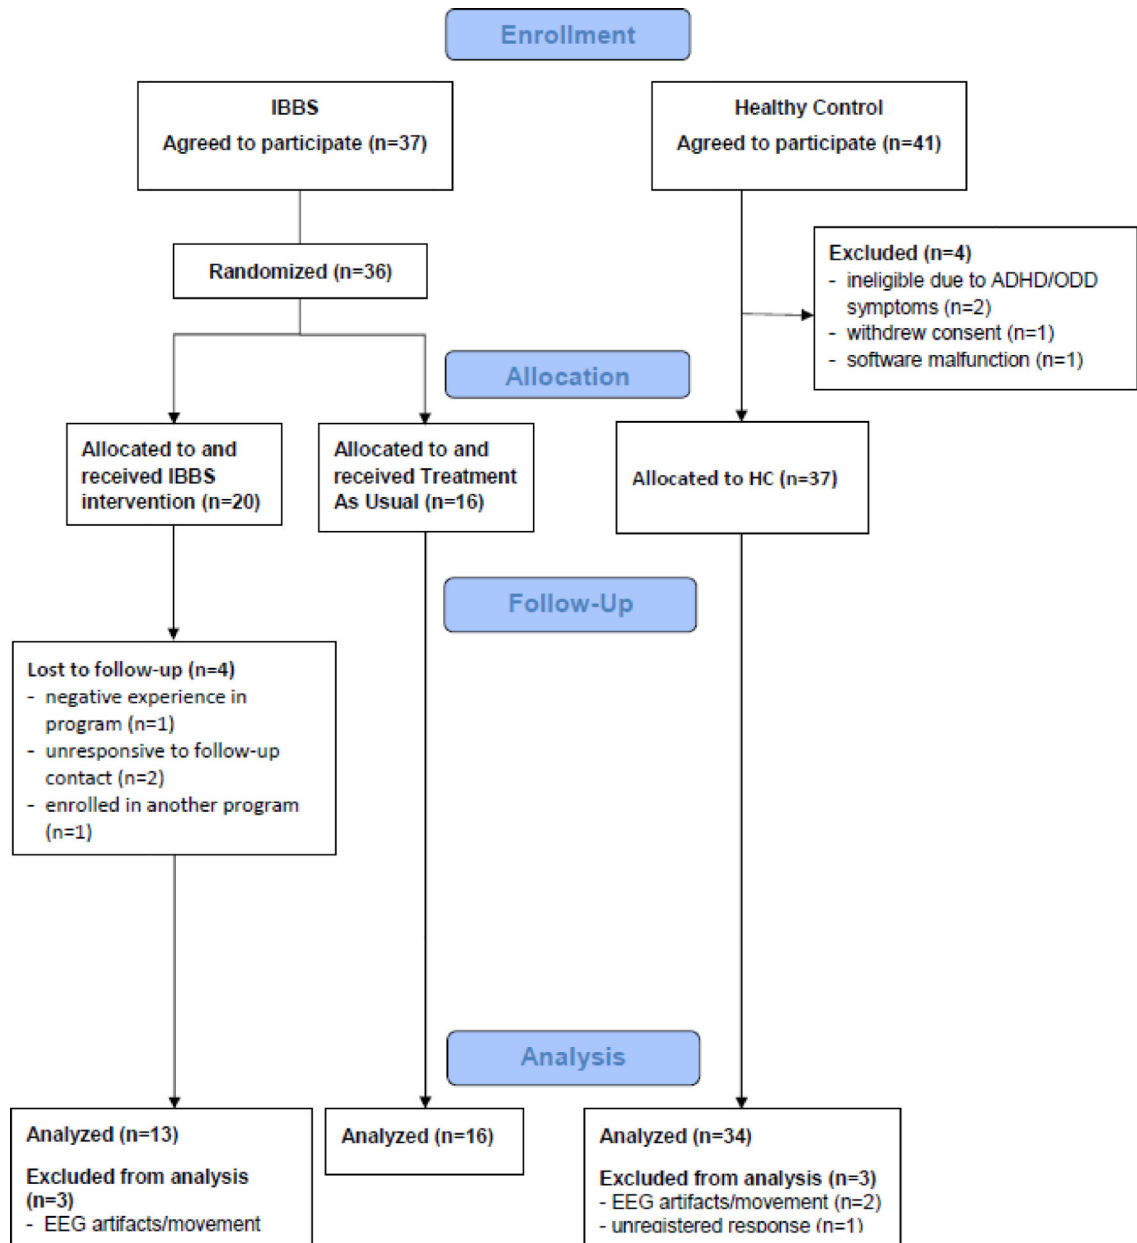 Enrollment
IBBS
Agreed to participate (n=37)
Healthy Control
Agreed to participate (n=41)
Randomized (n=36)
Excluded (n=4)
- ineligible due to ADHD/ODD
symptoms (n=2)
- withdrew consent (n=1)
- software malfunction (n=1)
Allocation
Allocated to and
received IBBS
intervention (n=20)
Allocated to and
received Treatment
As Usual (n=16)
Allocated to HC (n=37)
Follow-Up
Lost to follow-up (n=4)
- negative experience in
program (n=1)
- unresponsive to follow-up
contact (n=2)
- enrolled in another program
(n=1)
Analysis
Analyzed (n=13)
Excluded from analysis
(n=3)
- EEG artifacts/movement
Analyzed (n=16)
Analyzed (n=34)
Excluded from analysis (n=3)
- EEG artifacts/movement (n=2)
- unregistered response (n=1)